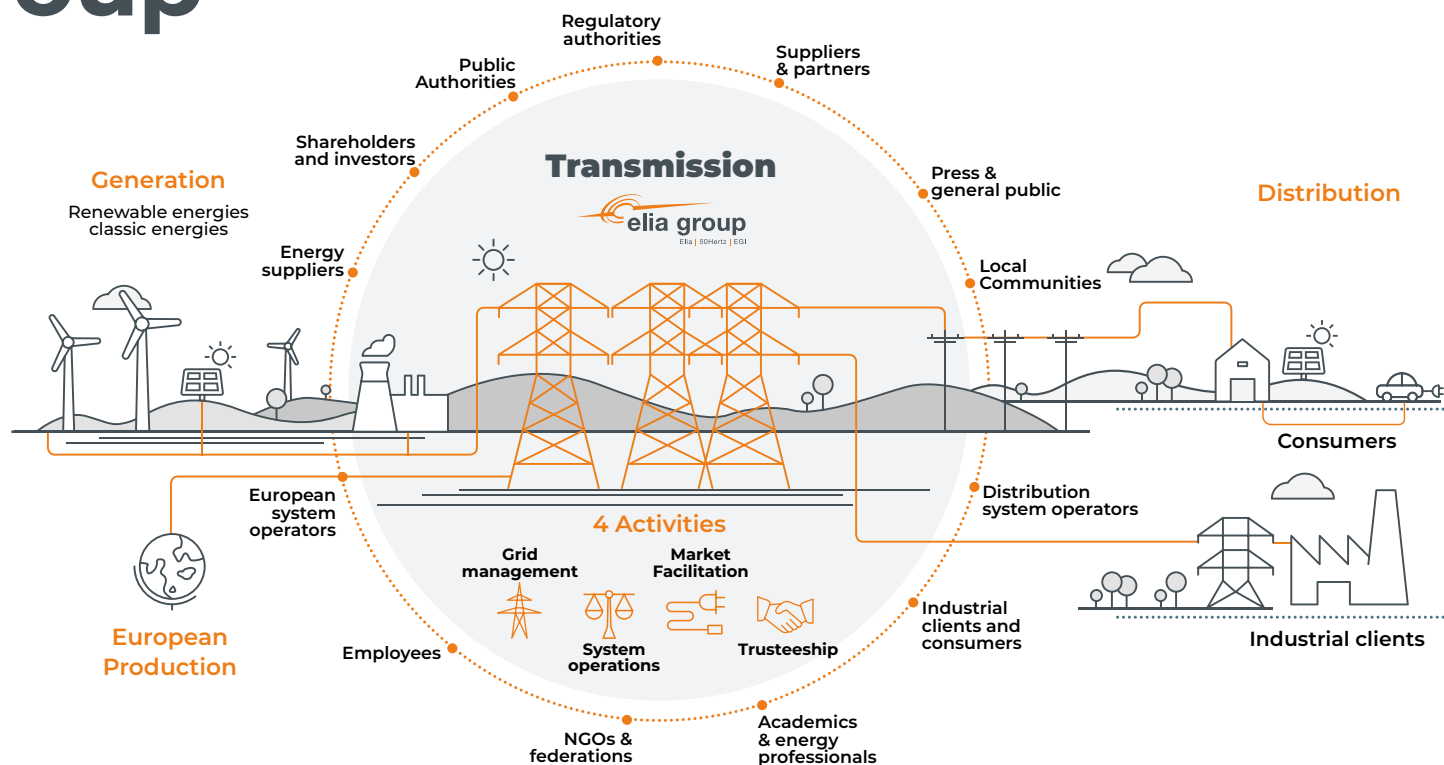 oup
Regulatory
authorities
Suppliers
& partners
Public
Authorities
Shareholders
and investors
Transmission
Press &
general public
Generation
Renewable energies
classic energies
Distribution
elia group
Elia | 50Hertz | EGI
Energy
suppliers
Local
Communities
Consumers
European
system
operators
Distribution
system operators
4 Activities
Grid
management
Market
Facilitation
System
operations
Trusteeship
Industrial
clients and
consumers
European
Production
Industrial clients
Employees
NGOs &
federations
Academics
& energy
professionals